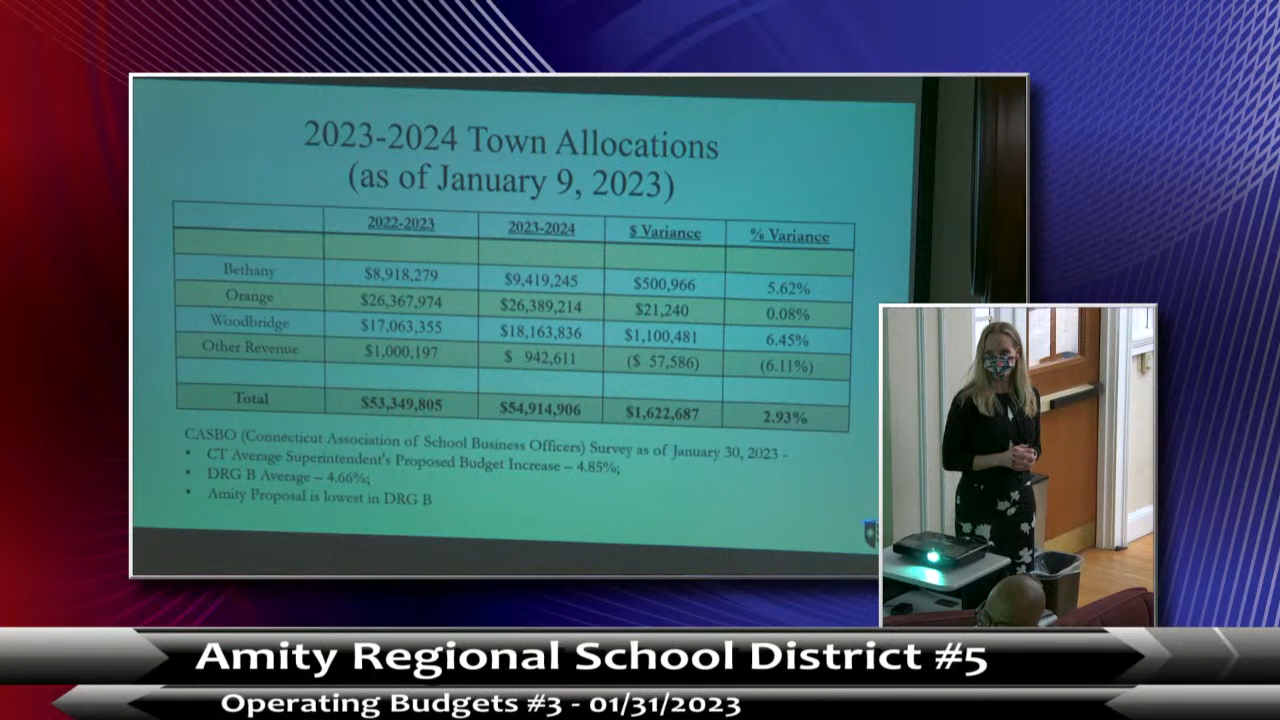 2023-2024 Town Allocations
(as of January 9, 2023)
2022-2023 2023-2024 $ Variance % Variance
Bethany $8,918,279 $9,419,245 $500,966 5.62%
Orange $26,367,974 $26,389,214 $21,240 0.08%
Woodbridge $17,063,355 $18,163,836 $1,100,481 6.45%
Other Revenue $1,000,197 $ 942,611 ($ 57,586) (6.11%)
Total $53,349,805 $54,914,906 $1,622,687 2.93%
CASBO (Connecticut Association of School Business Officers) Survey as of January 30, 2023 -
• CT Average Superintendent's Proposed Budget Increase – 4.85%;
• DRG B Average – 4.66%;
• Amity Proposal is lowest in DRG B
Amity Regional School District #5
Operating Budgets #3 - 01/31/2023